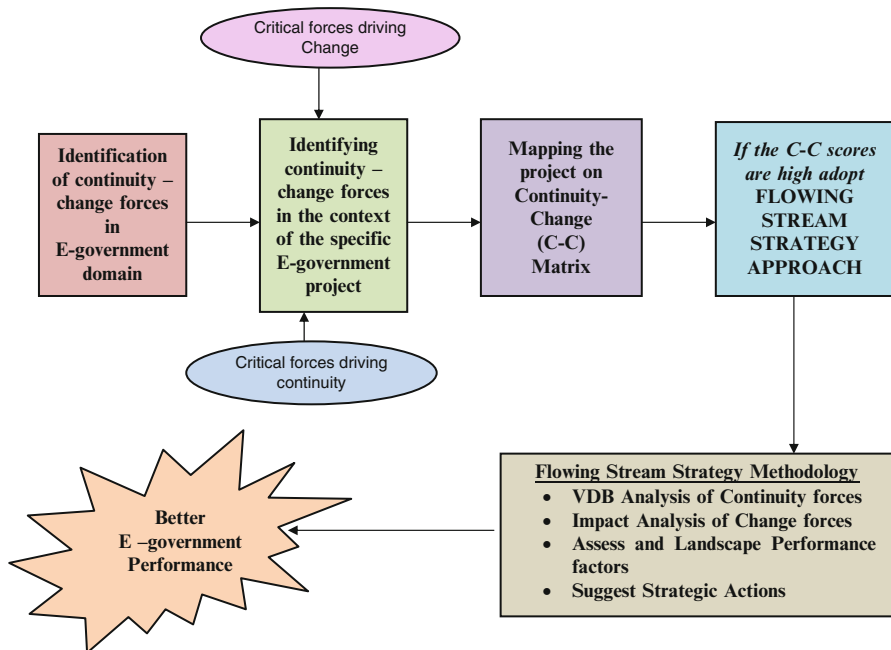 Critical forces driving
Change
Identification
of continuity –
change forces
in
E-government
domain
Identifying
continuity –
change forces
in the context
of the specific
E-government
project
Mapping the
project on
Continuity-
Change
(C-C)
Matrix
If the C-C scores
are high adopt
FLOWING
STREAM
STRATEGY
APPROACH
Critical forces driving
continuity
Flowing Stream Strategy Methodology
• VDB Analysis of Continuity forces
• Impact Analysis of Change forces
• Assess and Landscape Performance
factors
• Suggest Strategic Actions
Better
E –government
Performance